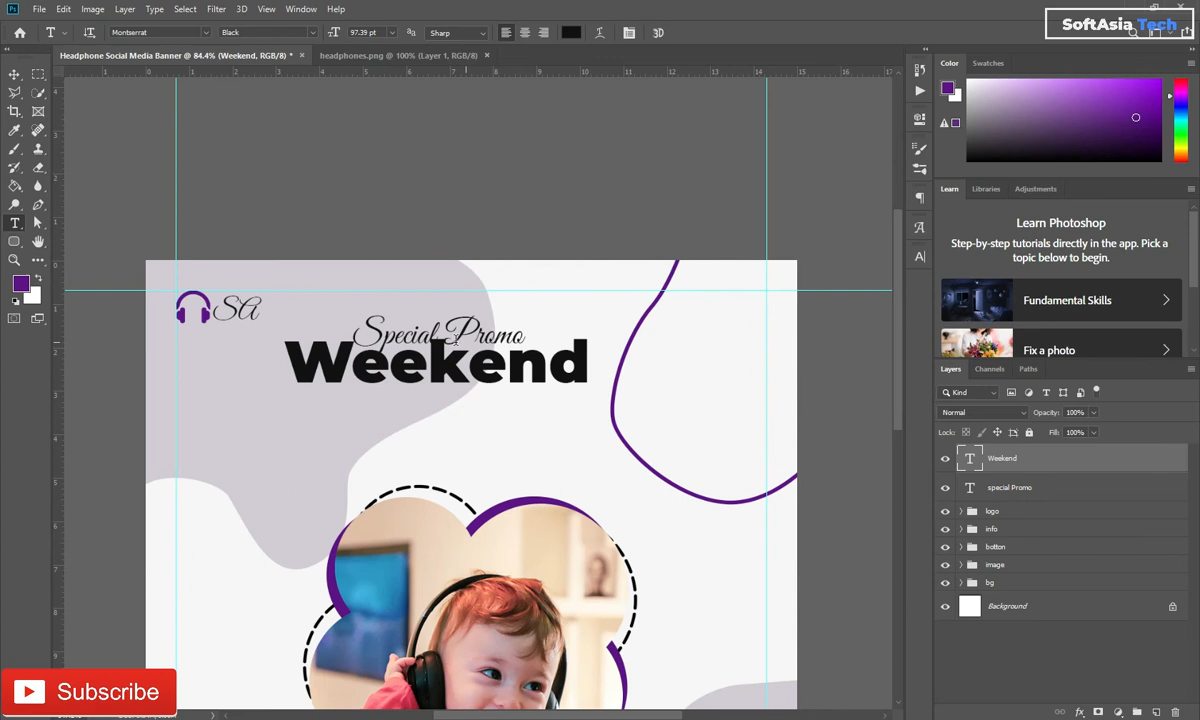 File Edit Image Layer Type Select Filter 3D View Window Help
SoftAsia Tech
Montserrat
Black
97.39 pt
Sharp
3D
Headphone Social Media Banner @ 84.4% (Weekend, RGB/8) *
headphones.png @ 100% (Layer 1, RGB/8)
Color Swatches
Learn Libraries Adjustments
Learn Photoshop
Step-by-step tutorials directly in the app. Pick a topic below to begin.
Fundamental Skills
Fix a photo
SA
Special Promo
Weekend
Layers Channels Paths
Kind
Normal Opacity: 100%
Lock: Fill: 100%
Weekend
special Promo
logo
info
botton
image
bg
Background
Subscribe